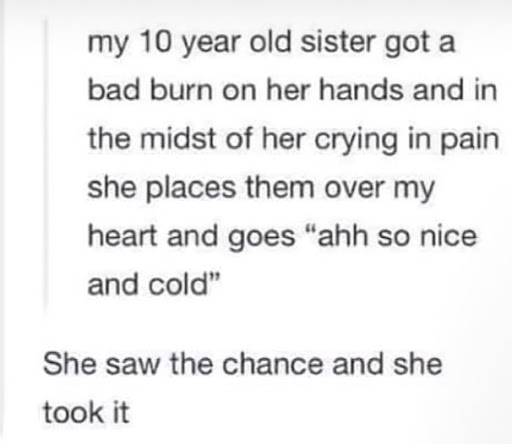 my 10 year old sister got a
bad burn on her hands and in
the midst of her crying in pain
she places them over my
heart and goes “ahh so nice
and cold”
She saw the chance and she
took it